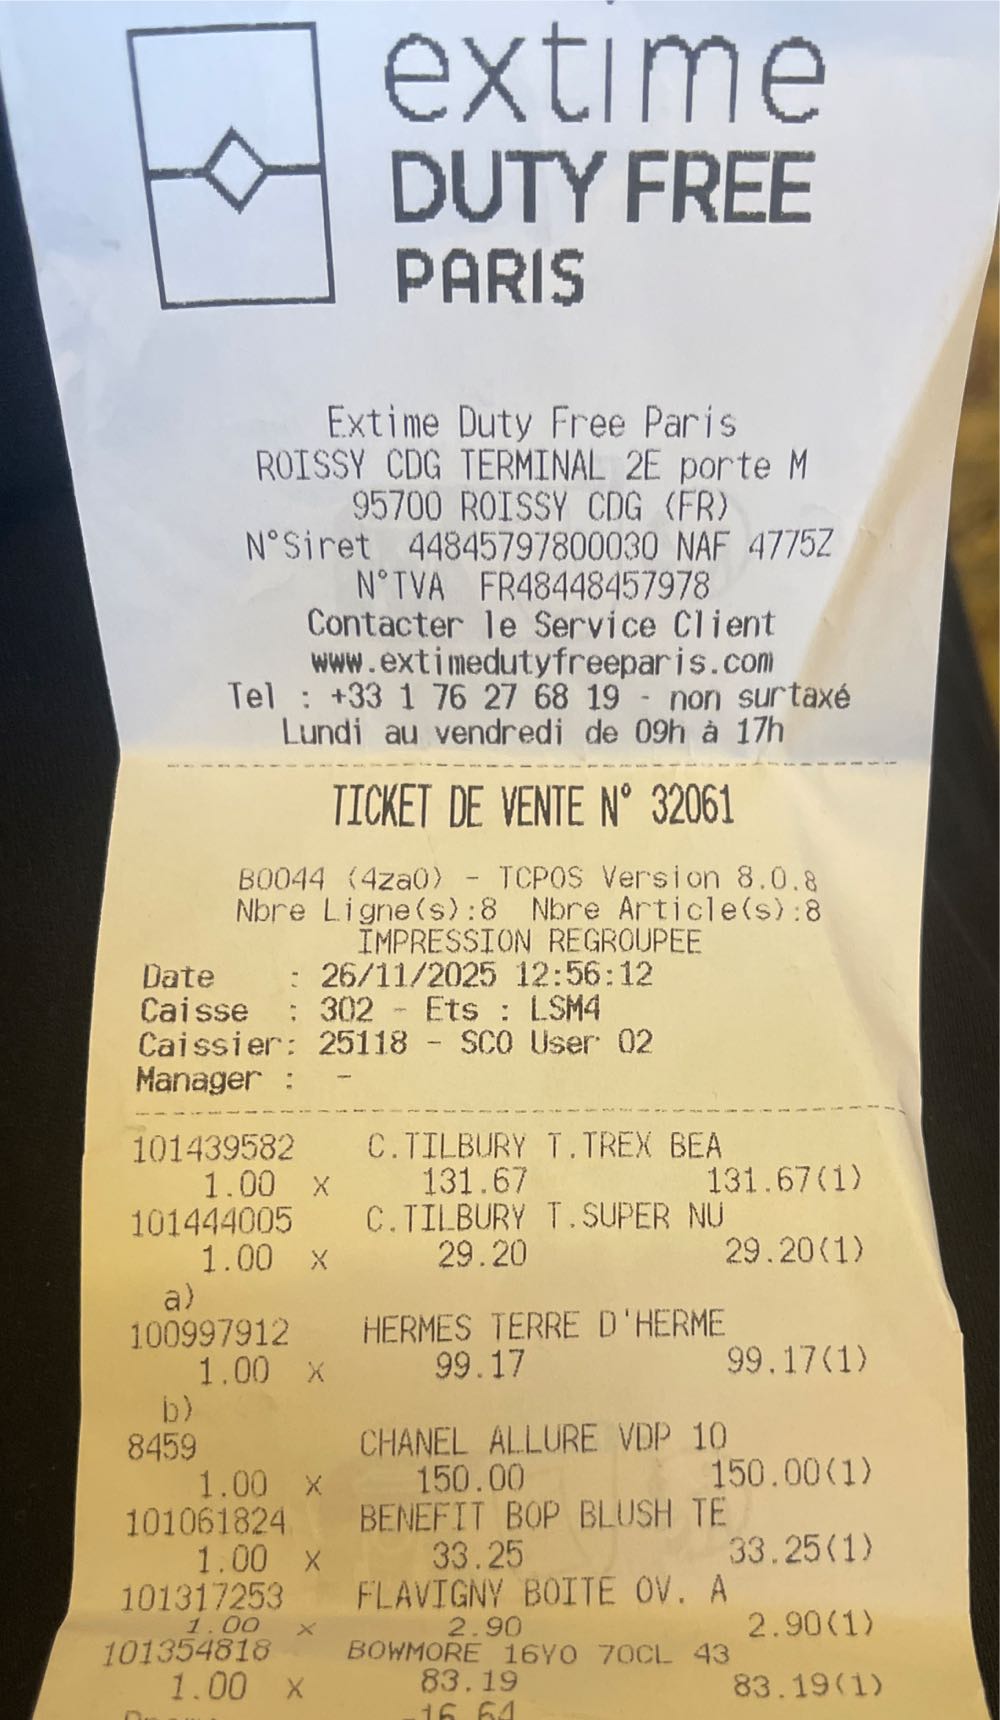 extime
DUTY FREE
PARIS
Extime Duty Free Paris
ROISSY CDG TERMINAL 2E porte M
95700 ROISSY CDG (FR)
N°Siret 44845797800030 NAF 4775Z
N°TVA FR48448457978
Contacter le Service Client
www.extimedutyfreeparis.com
Tel : +33 1 76 27 68 19 - non surtaxé
Lundi au vendredi de 09h à 17h
TICKET DE VENTE N° 32061
B0044 (4za0) - TCPOS Version 8.0.8
Nbre Ligne(s):8 Nbre Article(s):8
IMPRESSION REGROUPEE
Date : 26/11/2025 12:56:12
Caisse : 302 - Ets : LSM4
Caissier: 25118 - SCO User 02
Manager : -
101439582 C.TILBURY T.TREX BEA
1.00 x 131.67 131.67(1)
101444005 C.TILBURY T.SUPER NU
1.00 x 29.20 29.20(1)
a)
100997912 HERMES TERRE D'HERME
1.00 x 99.17 99.17(1)
b)
8459 CHANEL ALLURE VDP 10
1.00 x 150.00 150.00(1)
101061824 BENEFIT BOP BLUSH TE
1.00 x 33.25 33.25(1)
101317253 FLAVIGNY BOITE OV. A
1.00 x 2.90 2.90(1)
101354818 BOWMORE 16YO 70CL 43
1.00 x 83.19 83.19(1)
-16.64